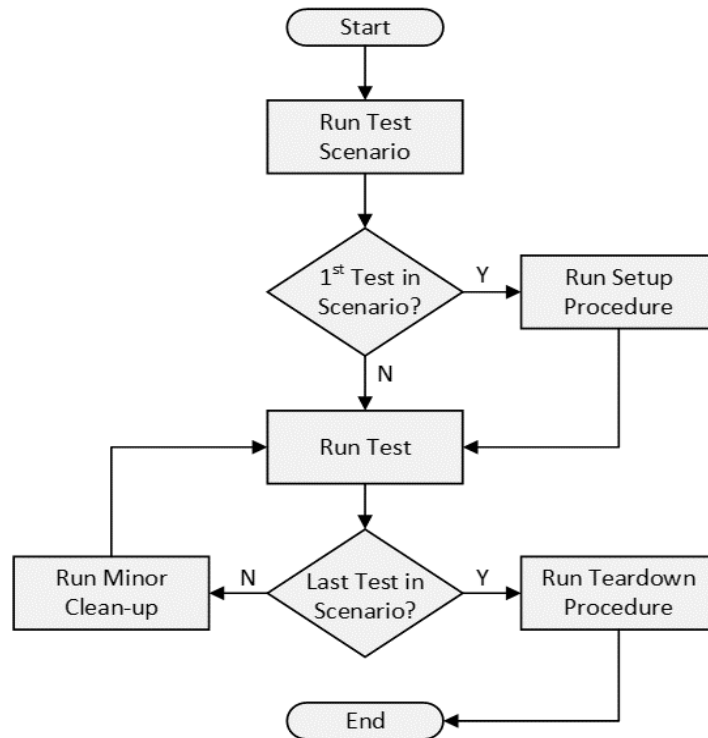 Start
Run Test
Scenario
1st Test in
Scenario?
Y
Run Setup
Procedure
N
Run Test
Run Minor
Clean-up
N
Last Test in
Scenario?
Y
Run Teardown
Procedure
End